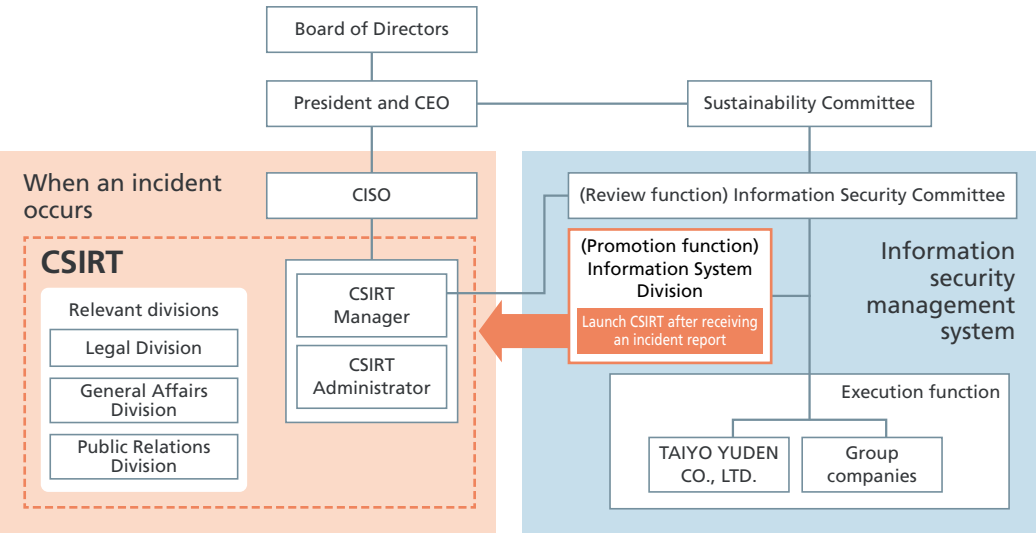 Board of Directors
President and CEO
Sustainability Committee
When an incident
occurs
CISO
CSIRT
Relevant divisions
Legal Division
General Affairs
Division
Public Relations
Division
CSIRT
Manager
CSIRT
Administrator
(Review function) Information Security Committee
(Promotion function)
Information System
Division
Launch CSIRT after receiving
an incident report
Information
security
management
system
Execution function
TAIYO YUDEN
CO., LTD.
Group
companies